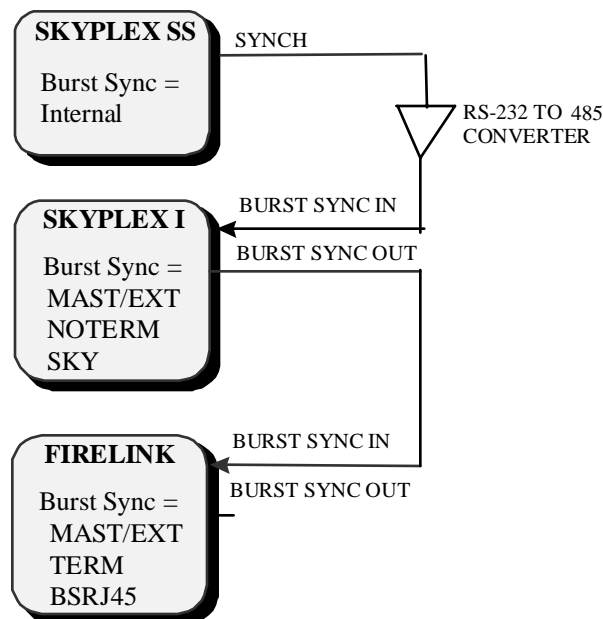 SKYPLEX SS
Burst Sync =
Internal
SYNCH
RS-232 TO 485
CONVERTER
BURST SYNC IN
SKYPLEX I
Burst Sync =
MAST/EXT
NOTERM
SKY
BURST SYNC OUT
BURST SYNC IN
FIRELINK
Burst Sync =
MAST/EXT
TERM
BSRJ45
BURST SYNC OUT